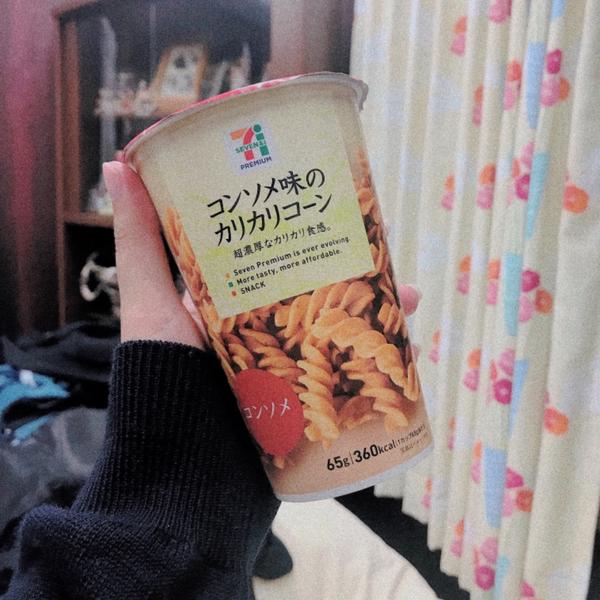 SEVEN&i
PREMIUM
コンソメ味の
カリカリコーン
超濃厚なカリカリ食感。
Seven Premium is ever evolving.
More tasty, more affordable.
SNACK
コンソメ
65g|360kcal